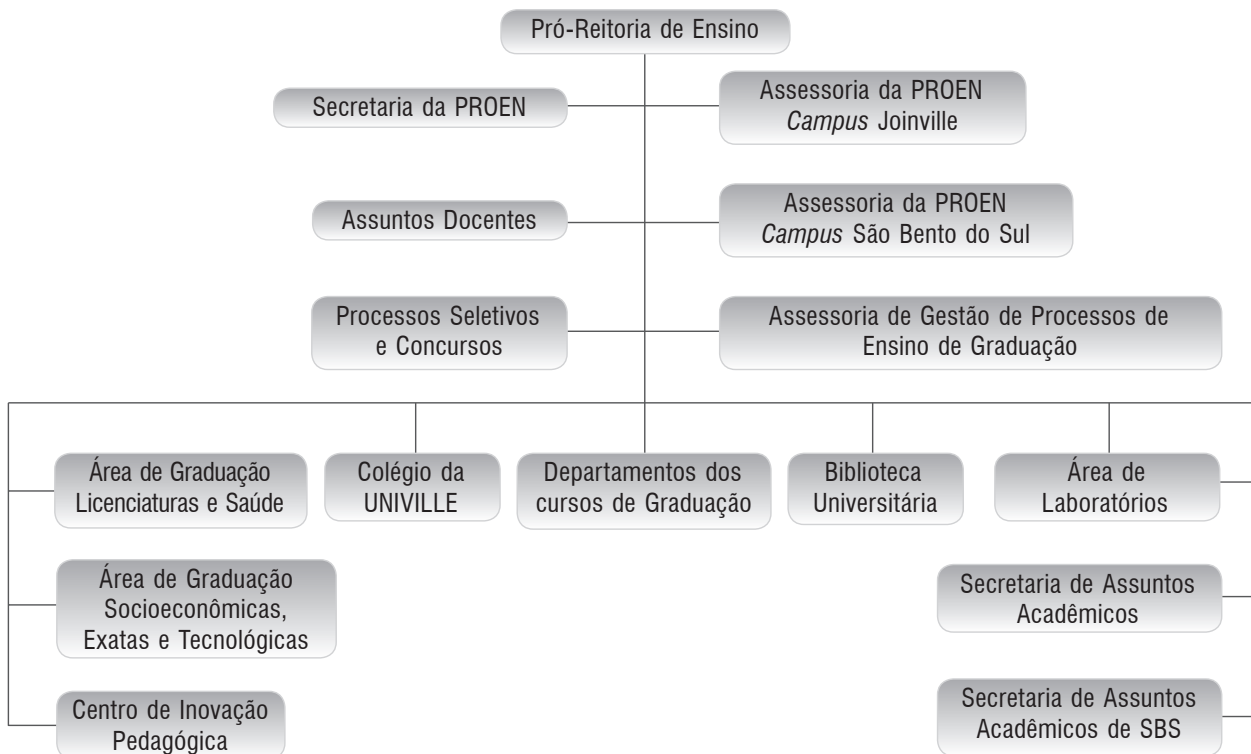 Pró-Reitoria de Ensino
Secretaria da PROEN
Assessoria da PROEN
Campus Joinville
Assuntos Docentes
Assessoria da PROEN
Campus São Bento do Sul
Processos Seletivos
e Concursos
Assessoria de Gestão de Processos de
Ensino de Graduação
Área de Graduação
Licenciaturas e Saúde
Colégio da
UNIVILLE
Departamentos dos
cursos de Graduação
Biblioteca
Universitária
Área de
Laboratórios
Área de Graduação
Socioeconômicas,
Exatas e Tecnológicas
Secretaria de Assuntos
Acadêmicos
Centro de Inovação
Pedagógica
Secretaria de Assuntos
Acadêmicos de SBS